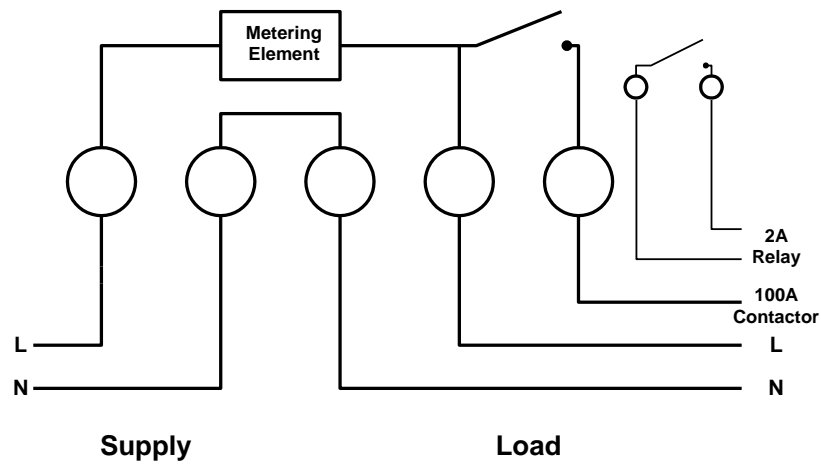 Metering
Element
2A
Relay
100A
Contactor
L
L
N
N
Supply
Load